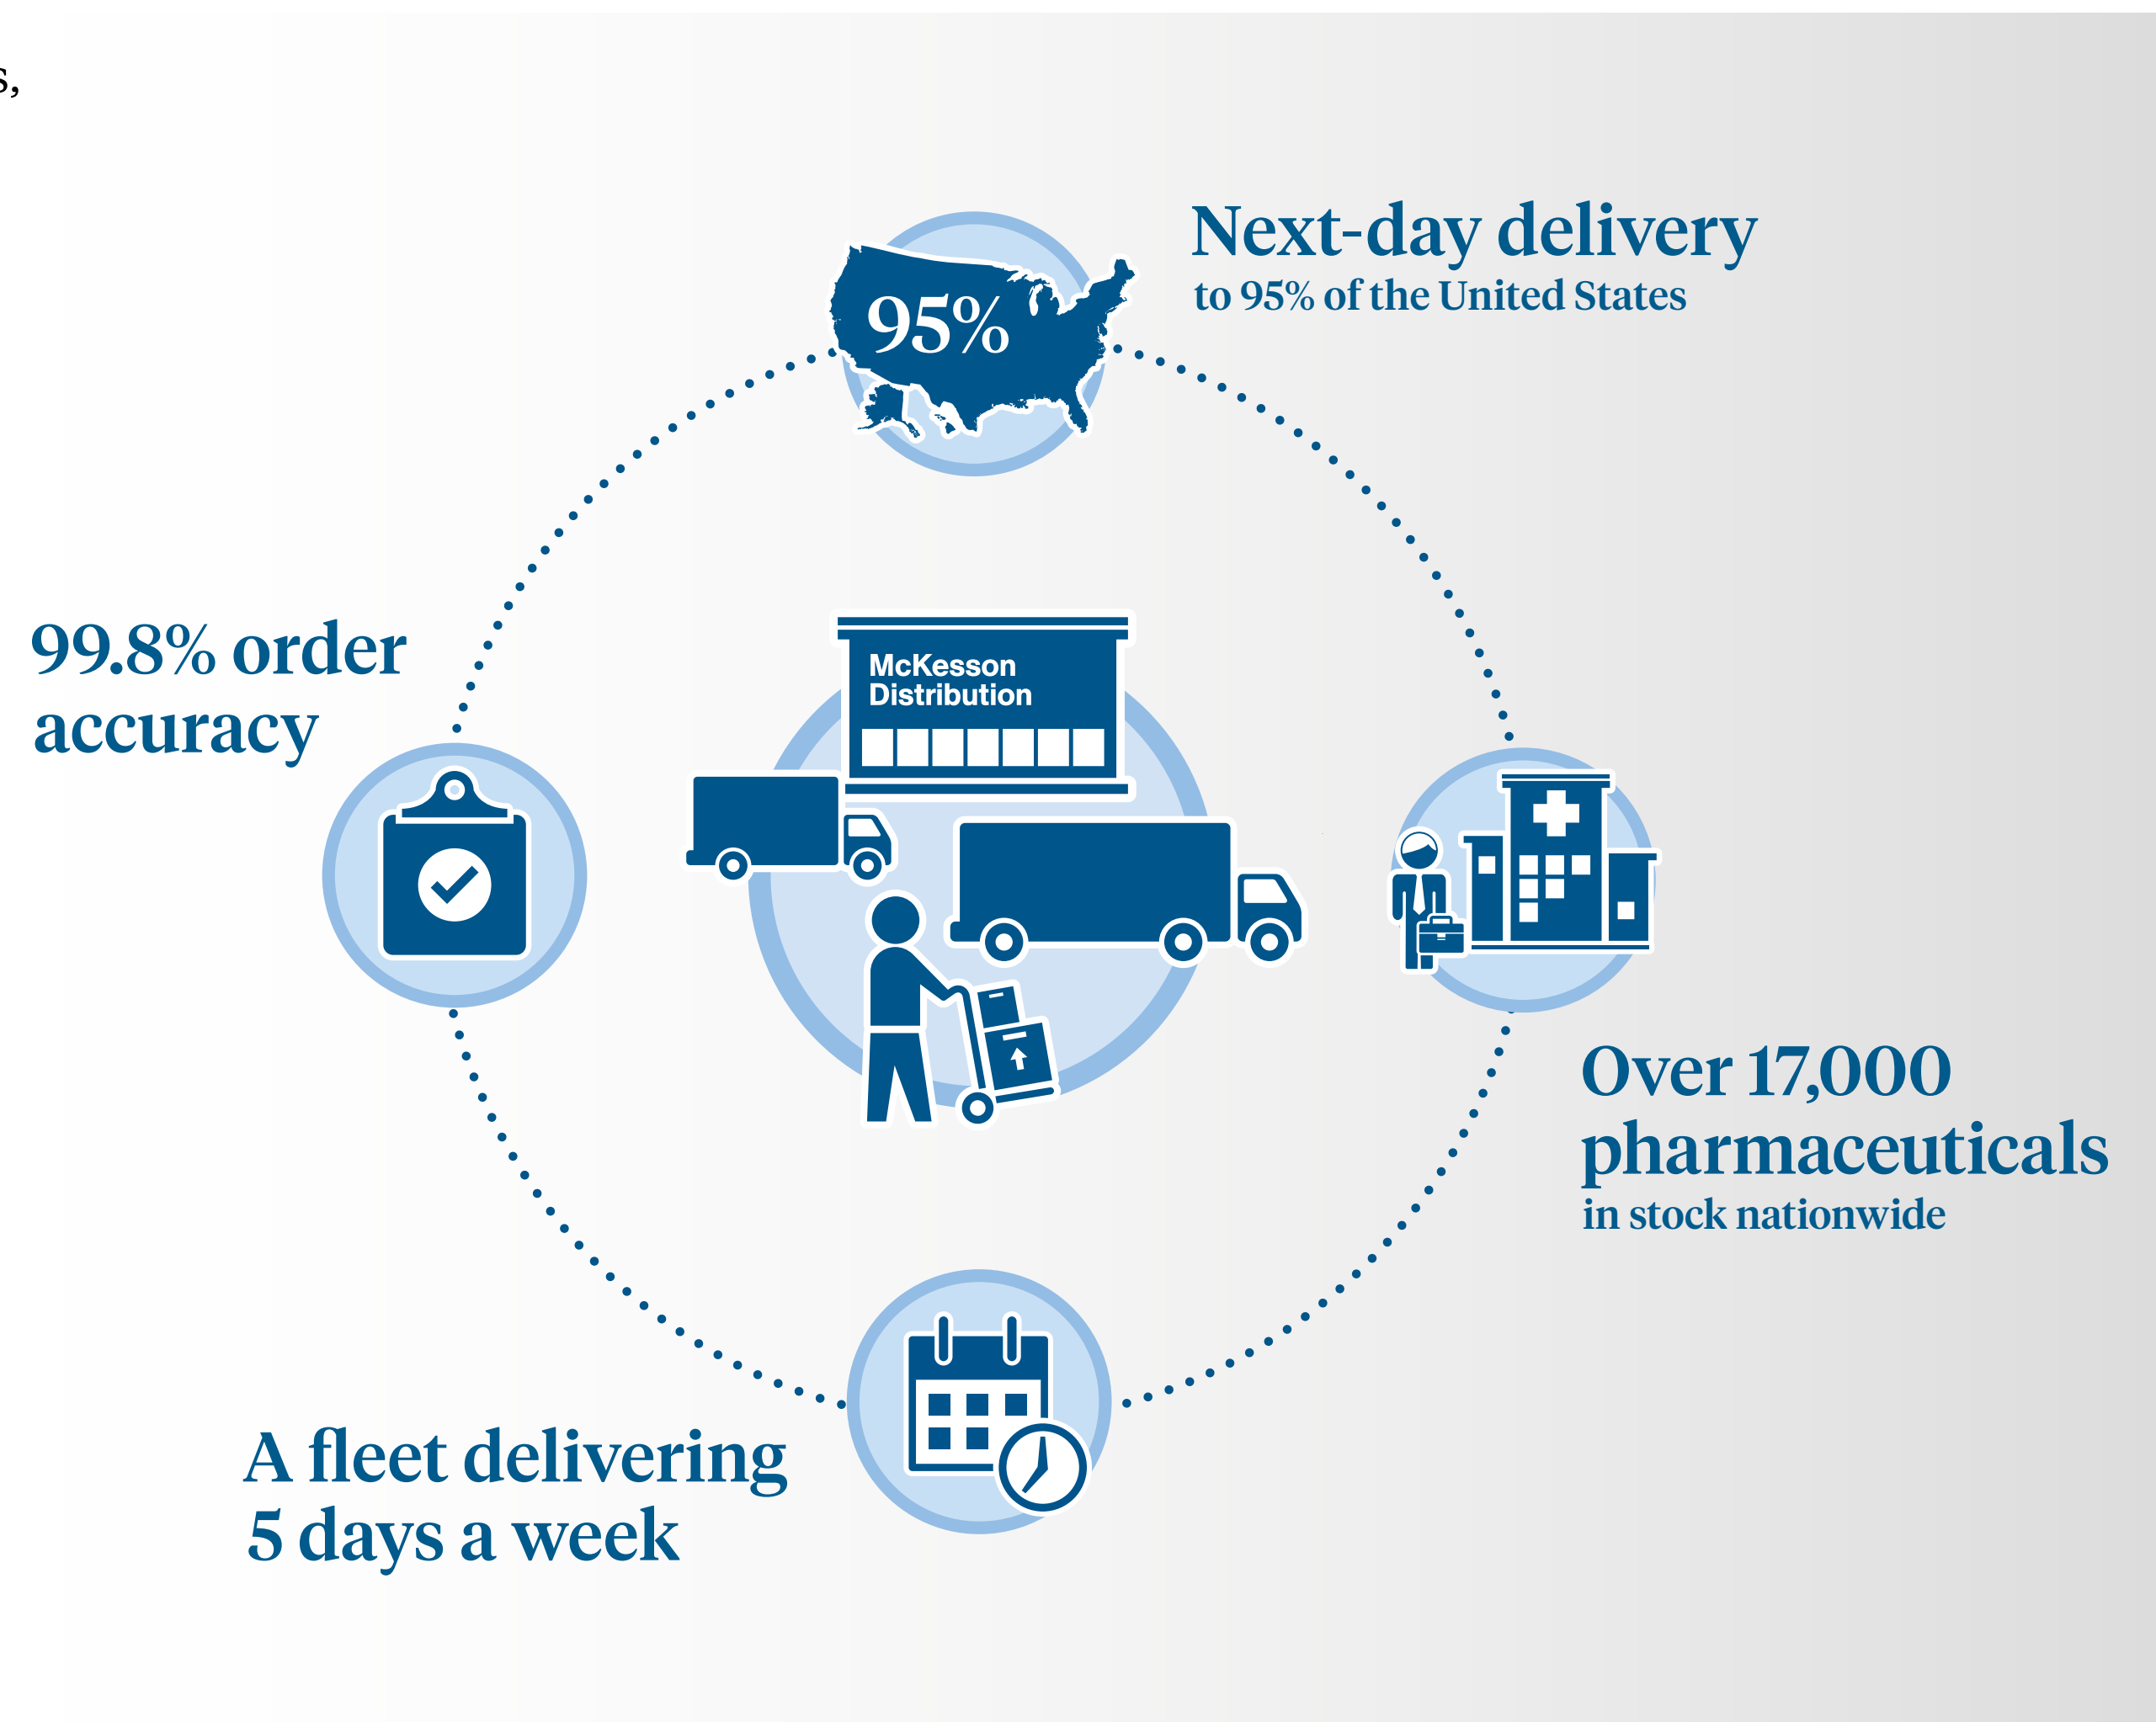 s,
Next-day delivery
to 95% of the United States
95%
99.8% order
accuracy
McKesson
Distribution
Over 17,000
pharmaceuticals
in stock nationwide
A fleet delivering
5 days a week